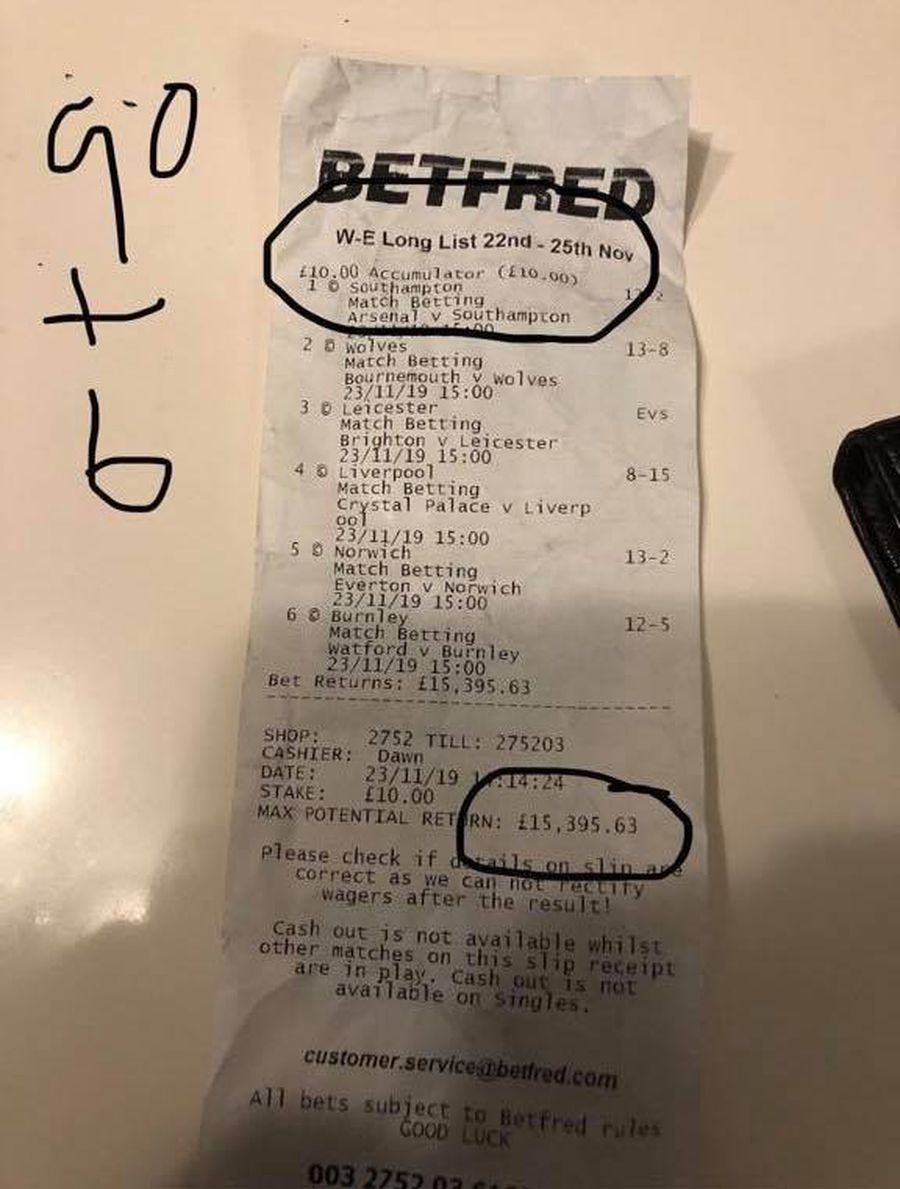 90
+
6
BETFRED
W-E Long List 22nd - 25th Nov
£10.00 Accumulator (£10.00)
1 © Southampton
Match Betting
Arsenal v Southampton
15:00
2 © Wolves 13-8
Match Betting
Bournemouth v Wolves
23/11/19 15:00
3 © Leicester Evs
Match Betting
Brighton v Leicester
23/11/19 15:00
4 © Liverpool 8-15
Match Betting
Crystal Palace v Liverp
ool
23/11/19 15:00
5 © Norwich 13-2
Match Betting
Everton v Norwich
23/11/19 15:00
6 © Burnley 12-5
Match Betting
Watford v Burnley
23/11/19 15:00
Bet Returns: £15,395.63
SHOP: 2752 TILL: 275203
CASHIER: Dawn
DATE: 23/11/19
STAKE: £10.00
MAX POTENTIAL RETURN: £15,395.63
Please check if details on slip are
correct as we can not rectify
wagers after the result!
Cash out is not available whilst
other matches on this slip receipt
are in play. Cash out is not
available on Singles.
customer.service@betfred.com
All bets subject to Betfred rules
GOOD LUCK
003 2752 03